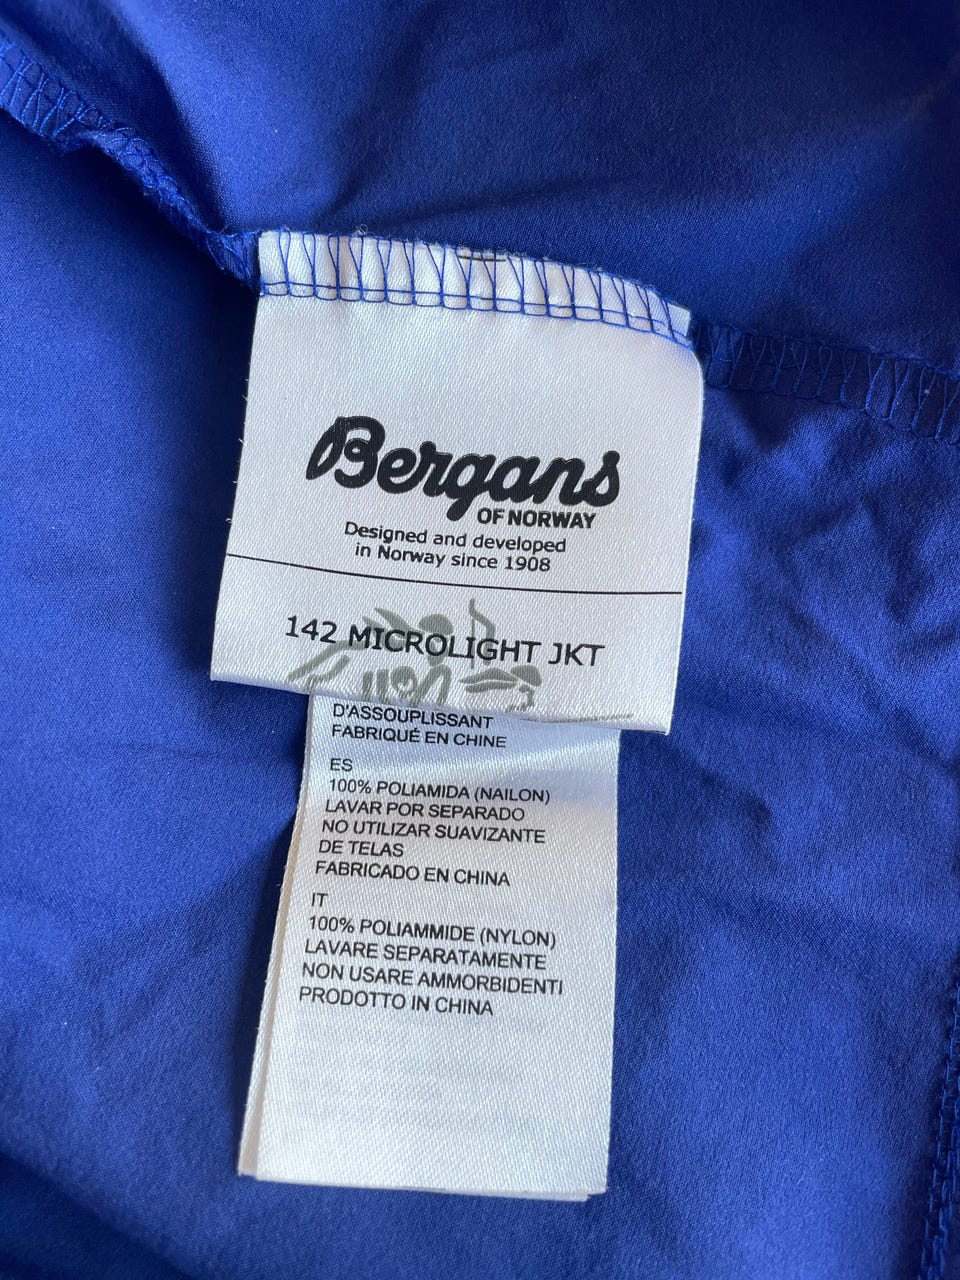 Bergans
OF NORWAY
Designed and developed
in Norway since 1908
142 MICROLIGHT JKT
D'ASSOUPLISSANT
FABRIQUÉ EN CHINE
ES
100% POLIAMIDA (NAILON)
LAVAR POR SEPARADO
NO UTILIZAR SUAVIZANTE
DE TELAS
FABRICADO EN CHINA
IT
100% POLIAMMIDE (NYLON)
LAVARE SEPARATAMENTE
NON USARE AMMORBIDENTI
PRODOTTO IN CHINA